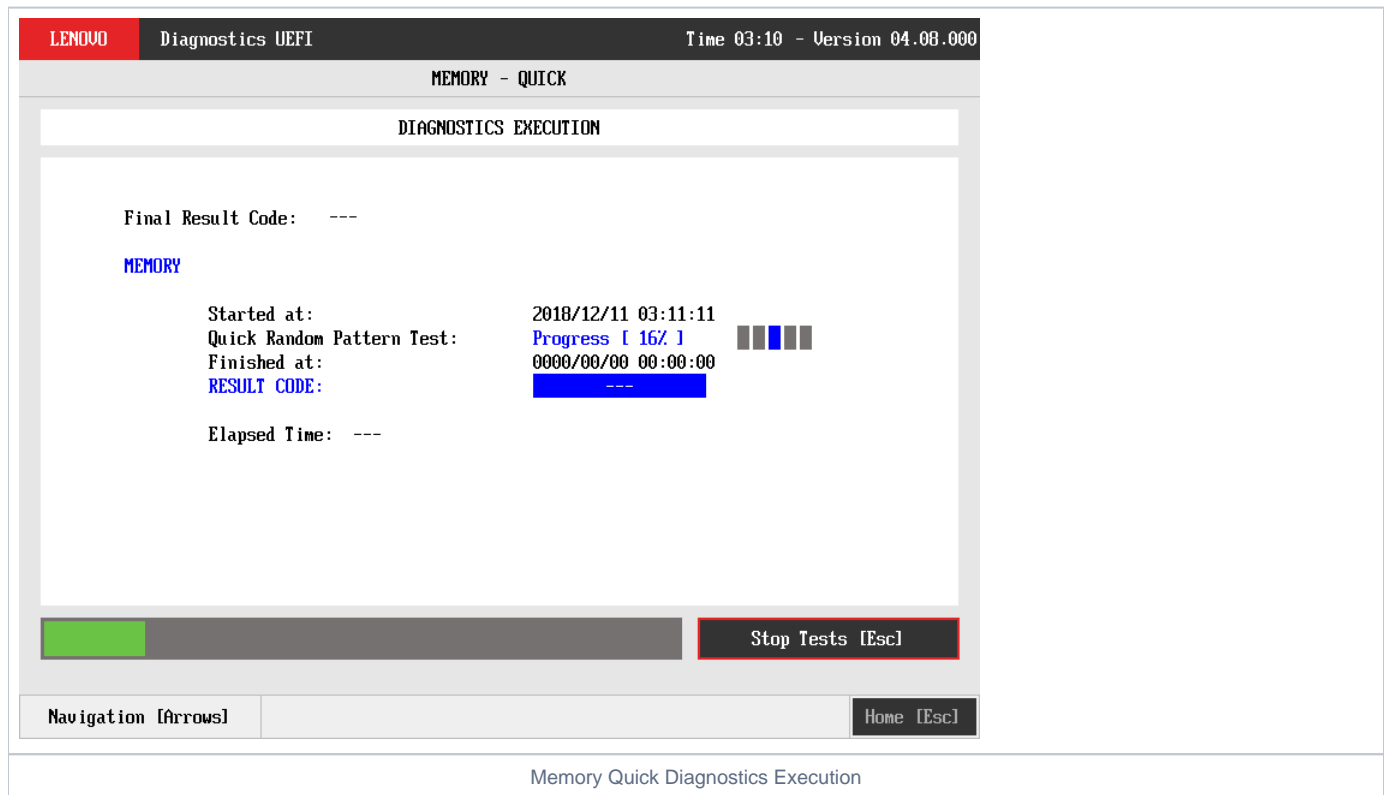 LENOVO Diagnostics UEFI Time 03:10 - Version 04.08.000
MEMORY - QUICK
DIAGNOSTICS EXECUTION
Final Result Code: ---
MEMORY
Started at: 2018/12/11 03:11:11
Quick Random Pattern Test: Progress [ 16% ]
Finished at: 0000/00/00 00:00:00
RESULT CODE: ---
Elapsed Time: ---
Stop Tests [Esc]
Navigation [Arrows] Home [Esc]
Memory Quick Diagnostics Execution